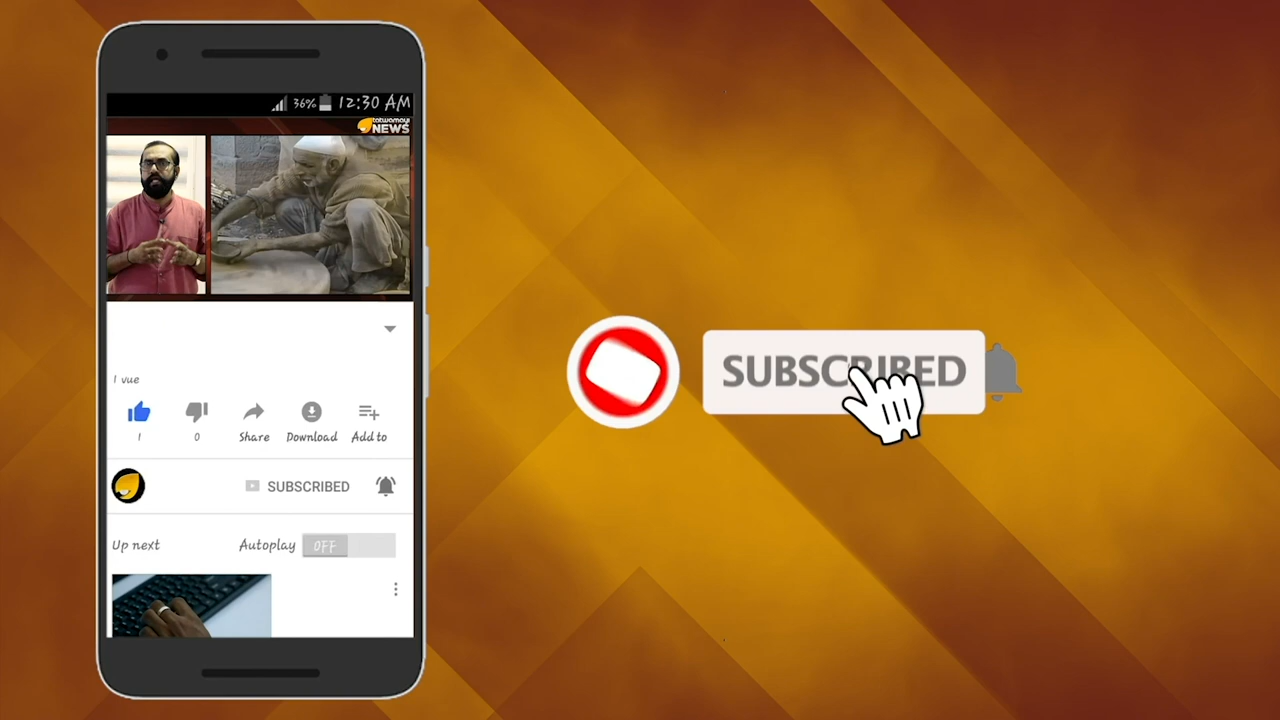 36% 12:30 AM
tatwamayi
NEWS
1 vue
1
0
Share
Download
Add to
SUBSCRIBED
Up next
Autoplay
OFF
SUBSCRIBED